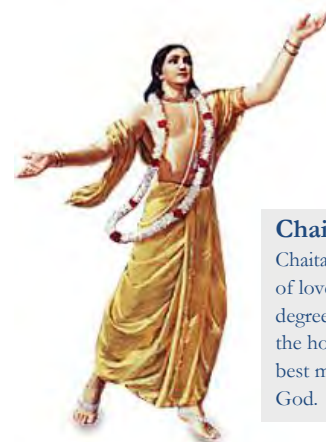 Chai
Chaita
of love
degree
the ho
best m
God.